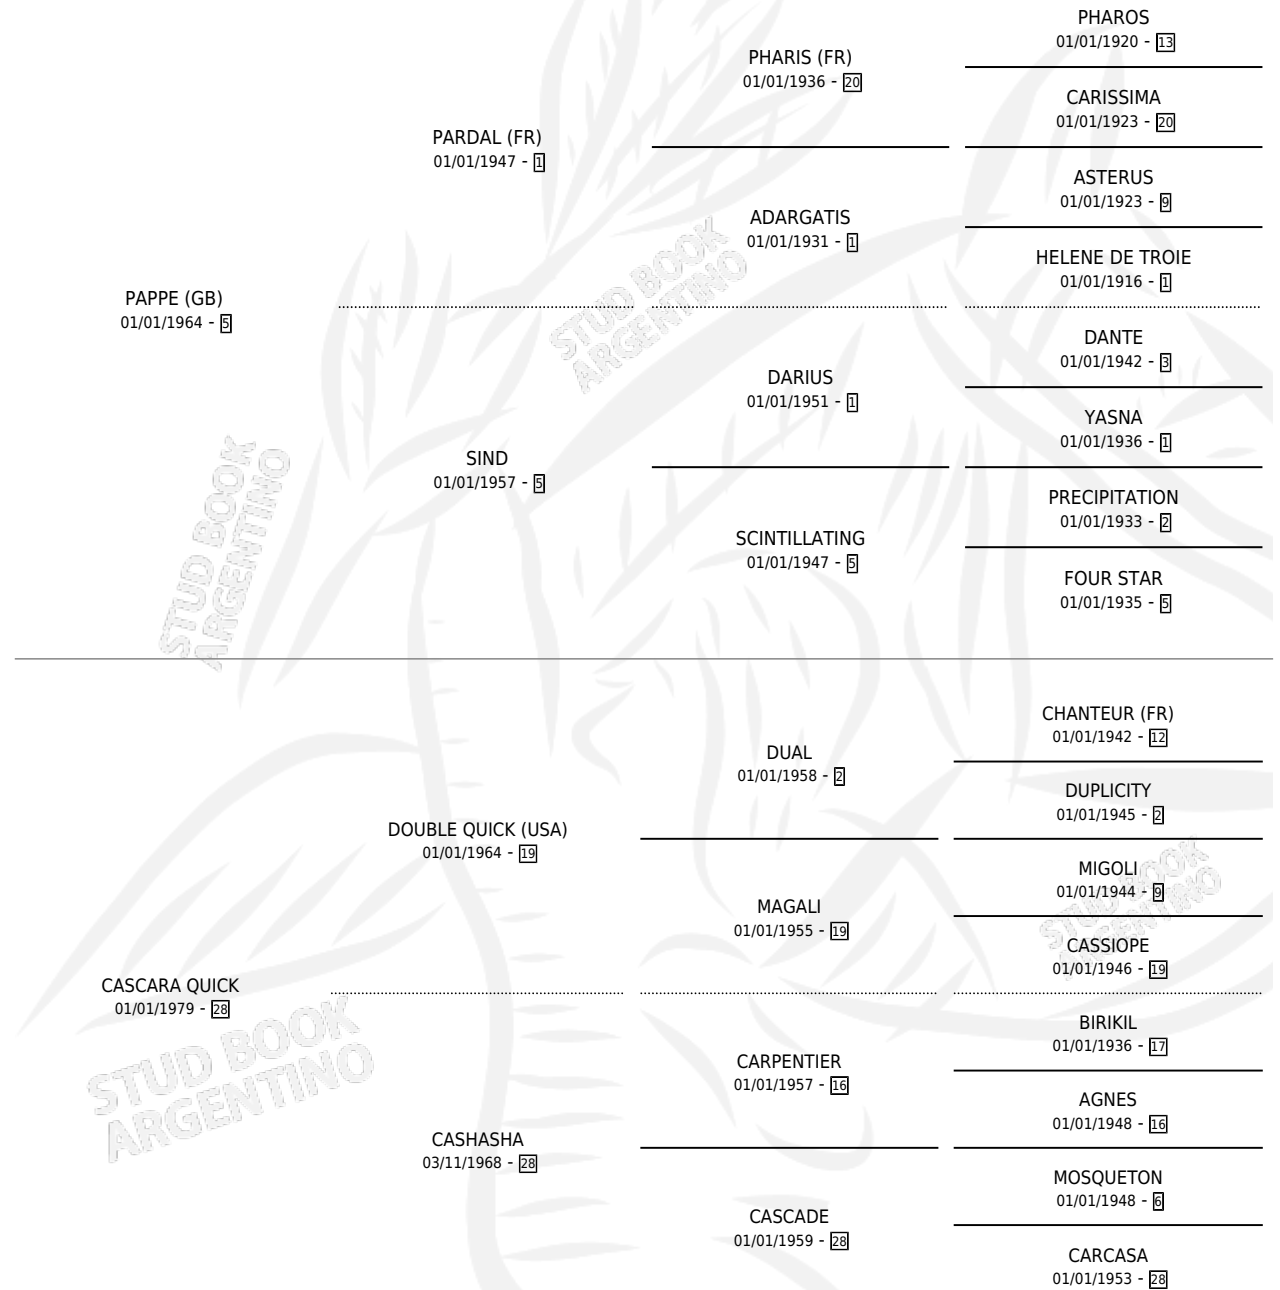 PHAROS
01/01/1920 - 13
PHARIS (FR)
01/01/1936 - 20
CARISSIMA
01/01/1923 - 20
PARDAL (FR)
01/01/1947 - 1
ASTERUS
01/01/1923 - 9
ADARGATIS
01/01/1931 - 1
HELENE DE TROIE
01/01/1916 - 1
PAPPE (GB)
01/01/1964 - 5
DANTE
01/01/1942 - 3
DARIUS
01/01/1951 - 1
YASNA
01/01/1936 - 1
SIND
01/01/1957 - 5
PRECIPITATION
01/01/1933 - 2
SCINTILLATING
01/01/1947 - 5
FOUR STAR
01/01/1935 - 5
CHANTEUR (FR)
01/01/1942 - 12
DUAL
01/01/1958 - 2
DUPLICITY
01/01/1945 - 2
DOUBLE QUICK (USA)
01/01/1964 - 19
MIGOLI
01/01/1944 - 9
MAGALI
01/01/1955 - 19
CASSIOPE
01/01/1946 - 19
CASCARA QUICK
01/01/1979 - 28
BIRIKIL
01/01/1936 - 17
CARPENTIER
01/01/1957 - 16
AGNES
01/01/1948 - 16
CASHASHA
03/11/1968 - 28
MOSQUETON
01/01/1948 - 6
CASCADE
01/01/1959 - 28
CARCASA
01/01/1953 - 28
STUD BOOK
ARGENTINO
STUD BOOK
ARGENTINO
STUD BOOK
ARGENTINO
STUD BOOK
ARGENTINO